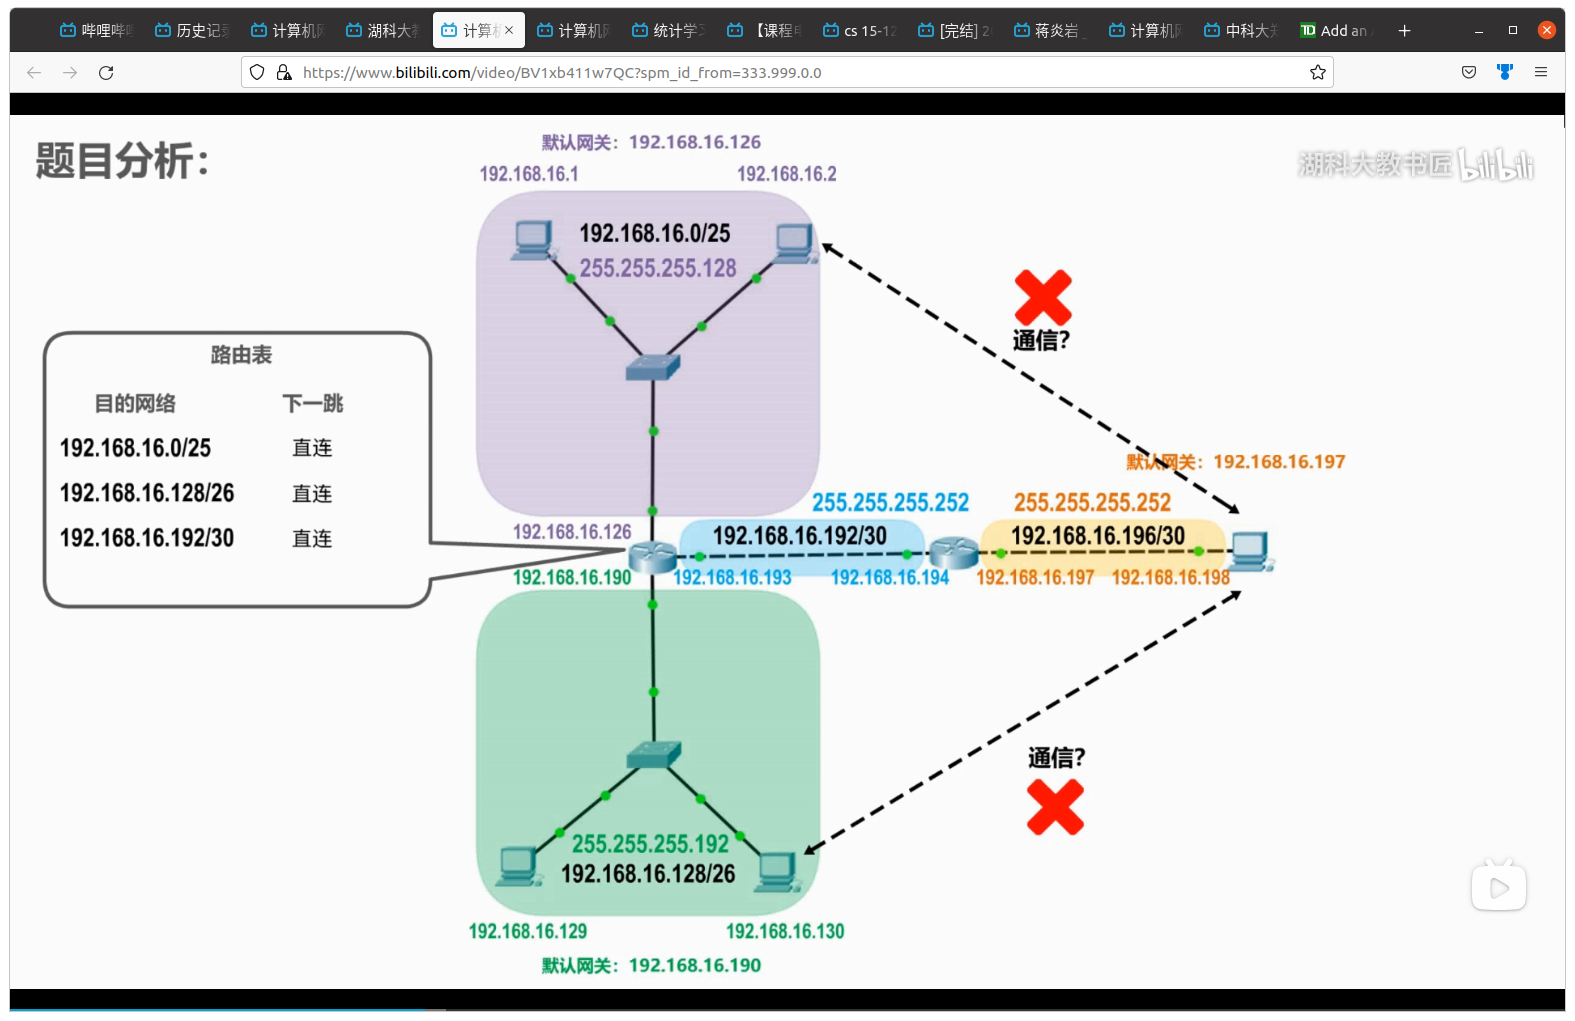 哔哩哔哩
历史记录
计算机网
湖科大教
计算机
计算机网
统计学习
【课程
cs 15-12
[完结] 2
蒋炎岩
计算机网
中科大
Add an
https://www.bilibili.com/video/BV1xb411w7QC?spm_id_from=333.999.0.0
题目分析：
湖科大教书匠 bilibili
默认网关：192.168.16.126
192.168.16.1
192.168.16.2
192.168.16.0/25
255.255.255.128
通信?
路由表
目的网络 下一跳
192.168.16.0/25 直连
192.168.16.128/26 直连
192.168.16.192/30 直连
默认网关：192.168.16.197
255.255.255.252
255.255.255.252
192.168.16.126
192.168.16.192/30
192.168.16.196/30
192.168.16.190
192.168.16.193
192.168.16.194
192.168.16.197
192.168.16.198
通信?
255.255.255.192
192.168.16.128/26
192.168.16.129
192.168.16.130
默认网关：192.168.16.190